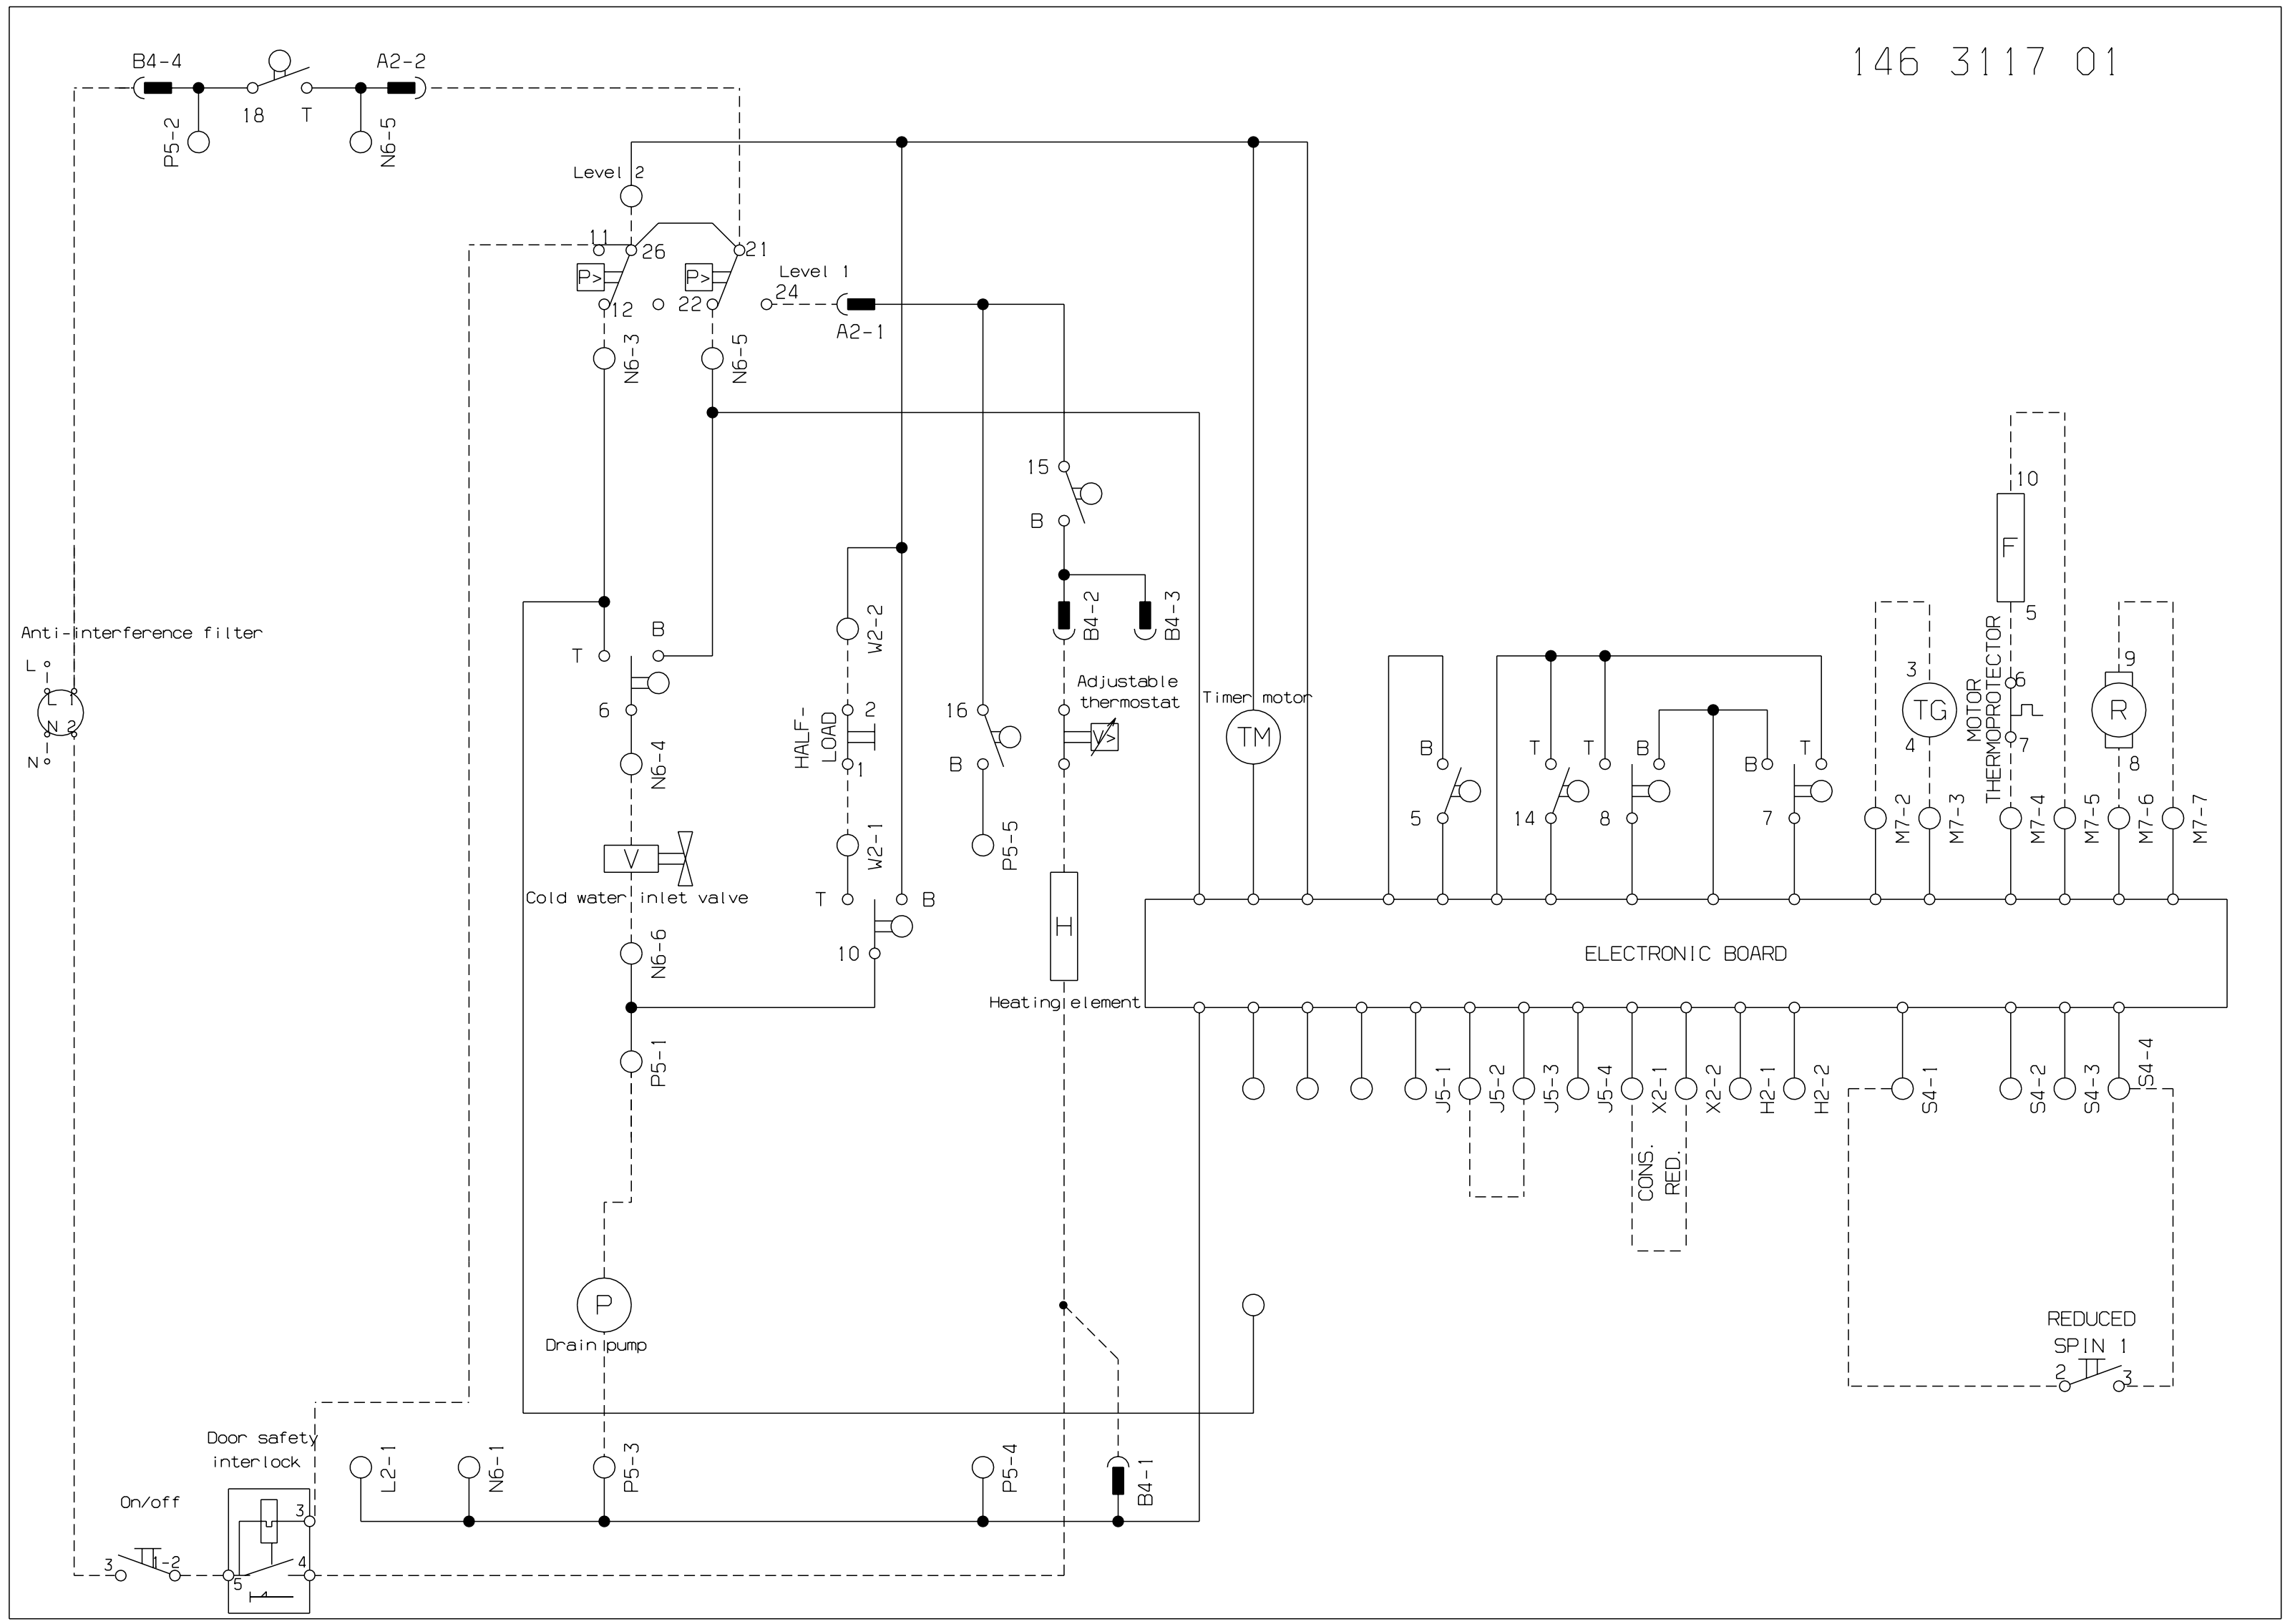 146 3117 01
B4-4
A2-2
18
T
P5-2
N6-5
Level 2
11
26
21
P>
P>
Level 1
24
12
22
A2-1
N6-3
N6-5
15
B
10
F
5
B4-2
B4-3
W2-2
Anti-interference filter
L
L 1
N 2
N
T
B
6
N6-4
HALF-
LOAD
2
1
16
B
Adjustable
thermostat
V>
Timer motor
TM
B
5
T
14
T
B
8
B
T
7
3
TG
4
MOTOR
THERMOPROTECTOR
6
7
9
R
8
M7-2
M7-3
M7-4
M7-5
M7-6
M7-7
V
Cold water inlet valve
W2-1
P5-5
T
B
10
N6-6
H
Heating element
ELECTRONIC BOARD
P5-1
J5-1
J5-2
J5-3
J5-4
X2-1
X2-2
H2-1
H2-2
S4-1
S4-2
S4-3
S4-4
CONS.
RED.
P
Drain pump
REDUCED
SPIN 1
2
3
Door safety
interlock
L2-1
N6-1
P5-3
P5-4
B4-1
On/off
3
1-2
3
4
5